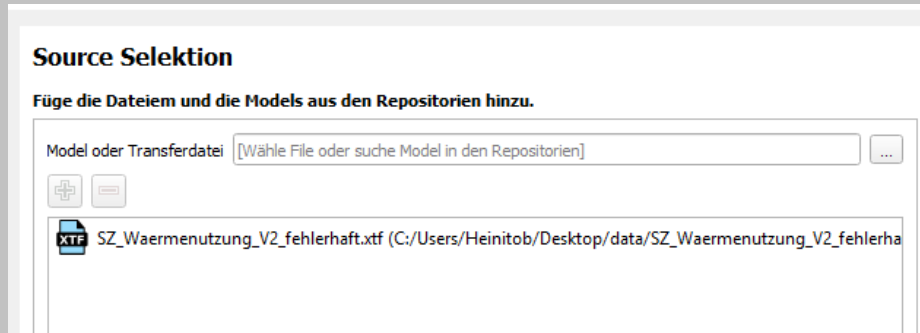 Source Selektion
Füge die Dateiem und die Models aus den Repositorien hinzu.
Model oder Transferdatei [Wähle File oder suche Model in den Repositorien] ...
XTF SZ_Waermenutzung_V2_fehlerhaft.xtf (C:/Users/Heinitob/Desktop/data/SZ_Waermenutzung_V2_fehlerha